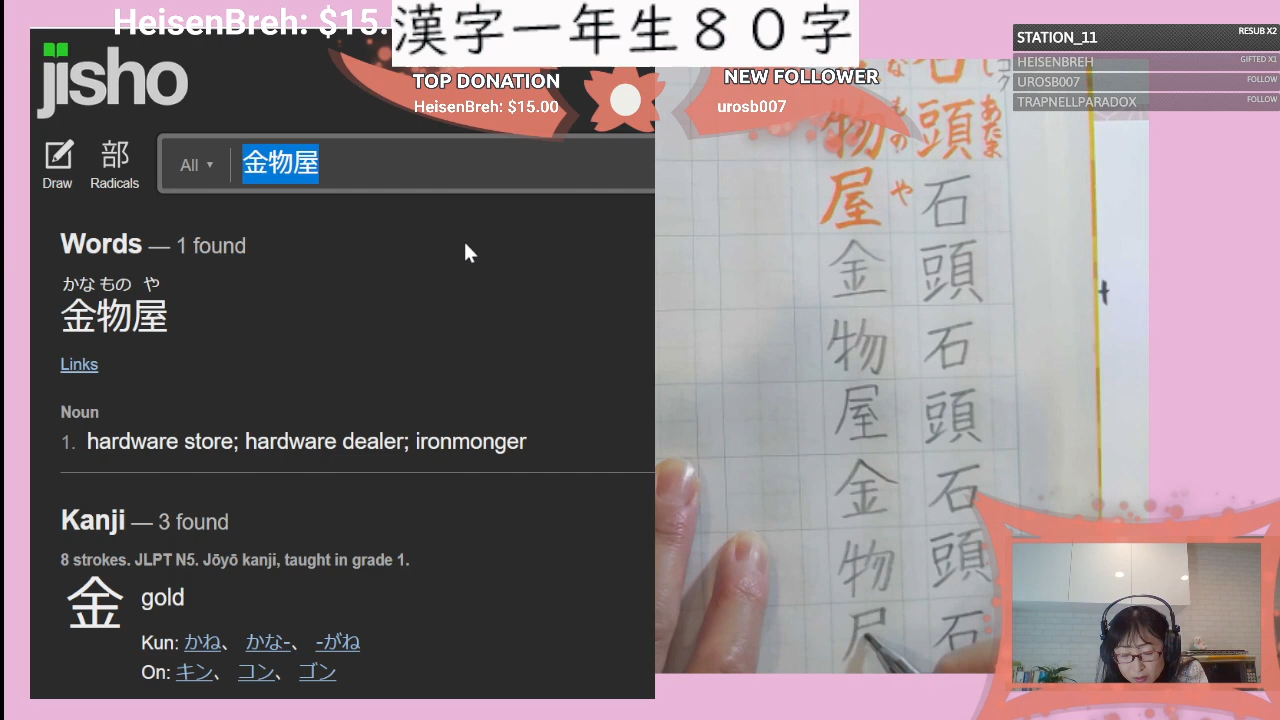 HeisenBreh: $15.
漢字一年生８０字
jisho
TOP DONATION
HeisenBreh: $15.00
NEW FOLLOWER
urosb007
STATION_11 RESUB X2
HEISENBREH GIFTED X1
UROSB007 FOLLOW
TRAPNELLPARADOX FOLLOW
Draw
部
Radicals
All ▾
金物屋
Words — 1 found
かな もの や
金物屋
Links
Noun
1. hardware store; hardware dealer; ironmonger
Kanji — 3 found
8 strokes. JLPT N5. Jōyō kanji, taught in grade 1.
金
gold
Kun: かね、 かな-、 -がね
On: キン、 コン、 ゴン
石頭石頭石頭石頭石
あたま
物屋金物屋金物
もの
や